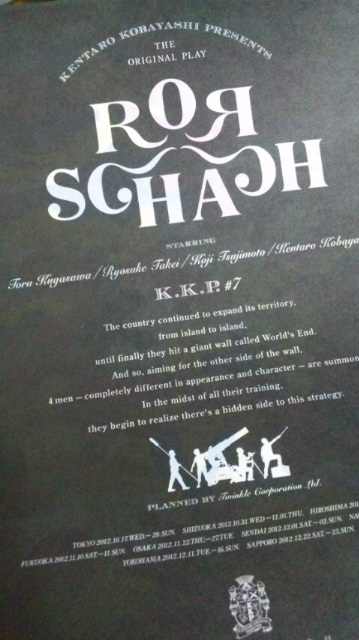 KENTARO KOBAYASHI PRESENTS
THE
ORIGINAL PLAY
ROR
SCHACH
STARRING
Toru Kugasawa / Ryosuke Takei / Koji Tsujimoto / Kentaro Kobaya
K.K.P. #7
The country continued to expand its territory,
from island to island,
until finally they hit a giant wall called World's End.
And so, aiming for the other side of the wall,
4 men – completely different in appearance and character – are summon
In the midst of all their training,
they begin to realize there's a hidden side to this strategy.
PLANNED BY Twinkle Corporation Ltd.
TOKYO 2012.10.17.WED.–28.SUN. SHIZUOKA 2012.10.31.WED–11.01.THU. HIROSHIMA 201
FUKUOKA 2012.11.10.SAT.–11.SUN. OSAKA 2012.11.22.THU.–27.TUE. SENDAI 2012.12.01.SAT.–02.SUN. NA
YOKOHAMA 2012.12.11.TUE.–16.SUN. SAPPORO 2012.12.22.SAT.–23.SUN.